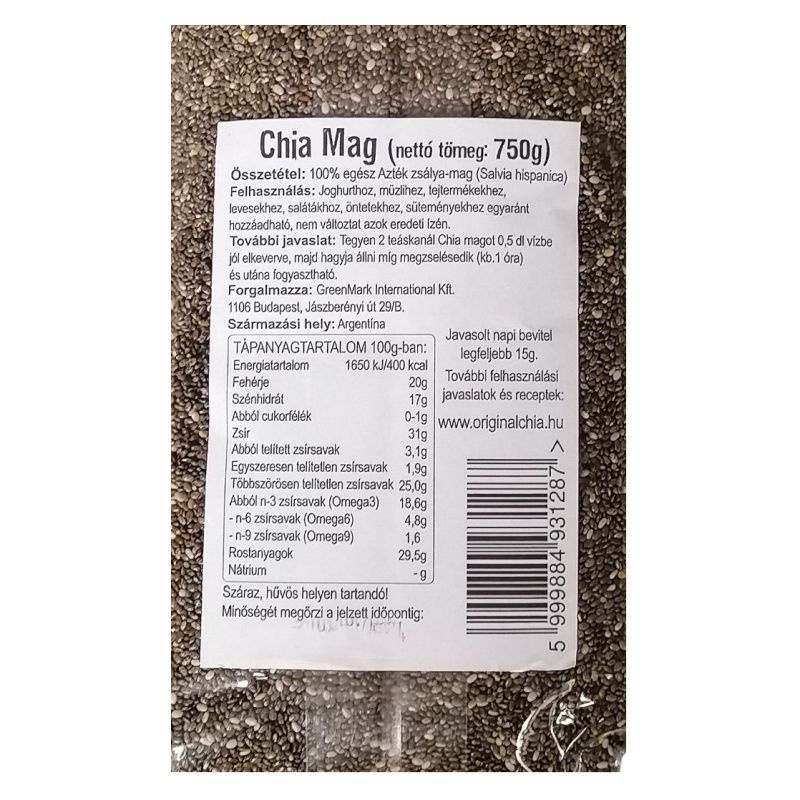 Chia Mag (nettó tömeg: 750g)
Összetétel: 100% egész Azték zsálya-mag (Salvia hispanica)
Felhasználás: Joghurthoz, müzlihez, tejtermékekhez,
levesekhez, salátákhoz, öntetekhez, süteményekhez egyaránt
hozzáadható, nem változtat azok eredeti ízén.
További javaslat: Tegyen 2 teáskanál Chia magot 0,5 dl vízbe
jól elkeverve, majd hagyja állni míg megzselésedik (kb.1 óra)
és utána fogyasztható.
Forgalmazza: GreenMark International Kft.
1106 Budapest, Jászberényi út 29/B.
Származási hely: Argentína
TÁPANYAGTARTALOM 100g-ban:
Energiatartalom 1650 kJ/400 kcal
Fehérje 20g
Szénhidrát 17g
Abból cukorfélék 0-1g
Zsír 31g
Abból telített zsírsavak 3,1g
Egyszeresen telítetlen zsírsavak 1,9g
Többszörösen telítetlen zsírsavak 25,0g
Abból n-3 zsírsavak (Omega3) 18,6g
- n-6 zsírsavak (Omega6) 4,8g
- n-9 zsírsavak (Omega9) 1,6
Rostanyagok 29,5g
Nátrium - g
Száraz, hűvös helyen tartandó!
Minőségét megőrzi a jelzett időpontig:
Javasolt napi bevitel
legfeljebb 15g.
További felhasználási
javaslatok és receptek:
www.originalchia.hu
5 999884 931287 >